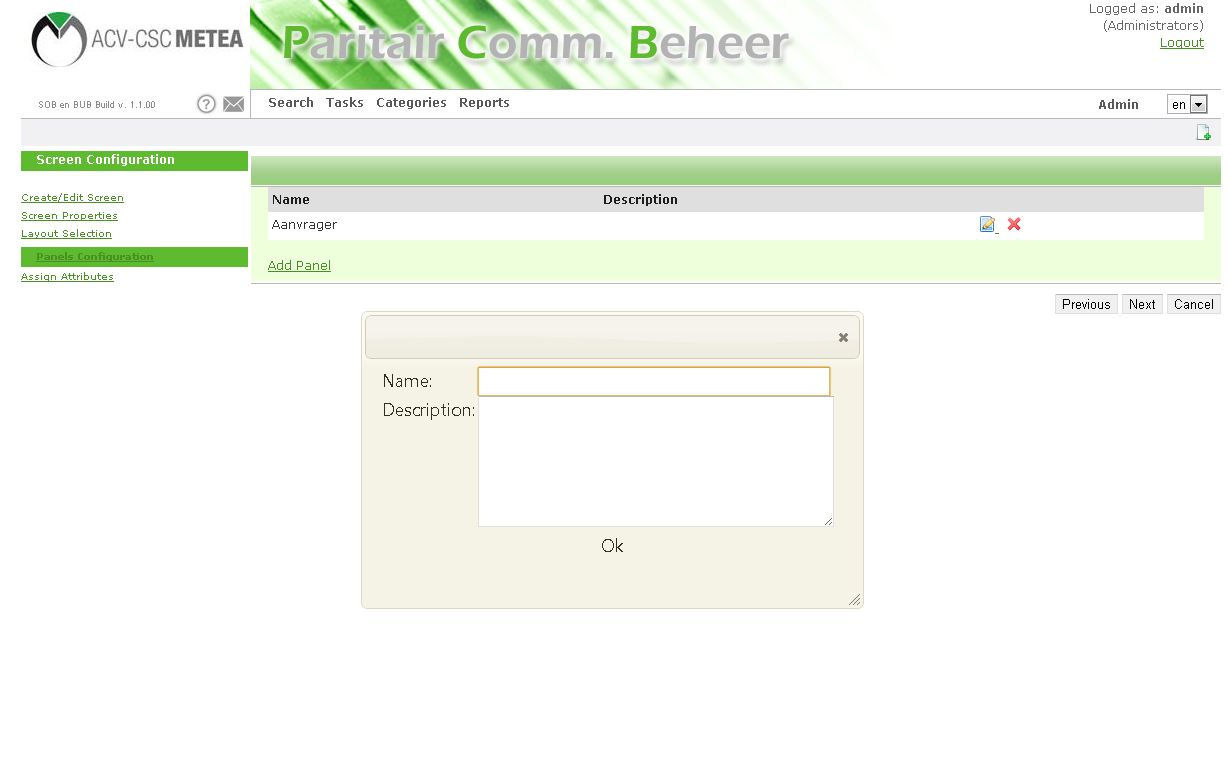 ACV-CSC METEA
Paritair Comm. Beheer
Logged as: admin
(Administrators)
Logout
SOB en BUB Build v. 1.1.00
?
Search Tasks Categories Reports
Admin
en
Screen Configuration
Create/Edit Screen
Screen Properties
Layout Selection
Panels Configuration
Assign Attributes
Name Description
Aanvrager
Add Panel
Previous Next Cancel
Name:
Description:
Ok